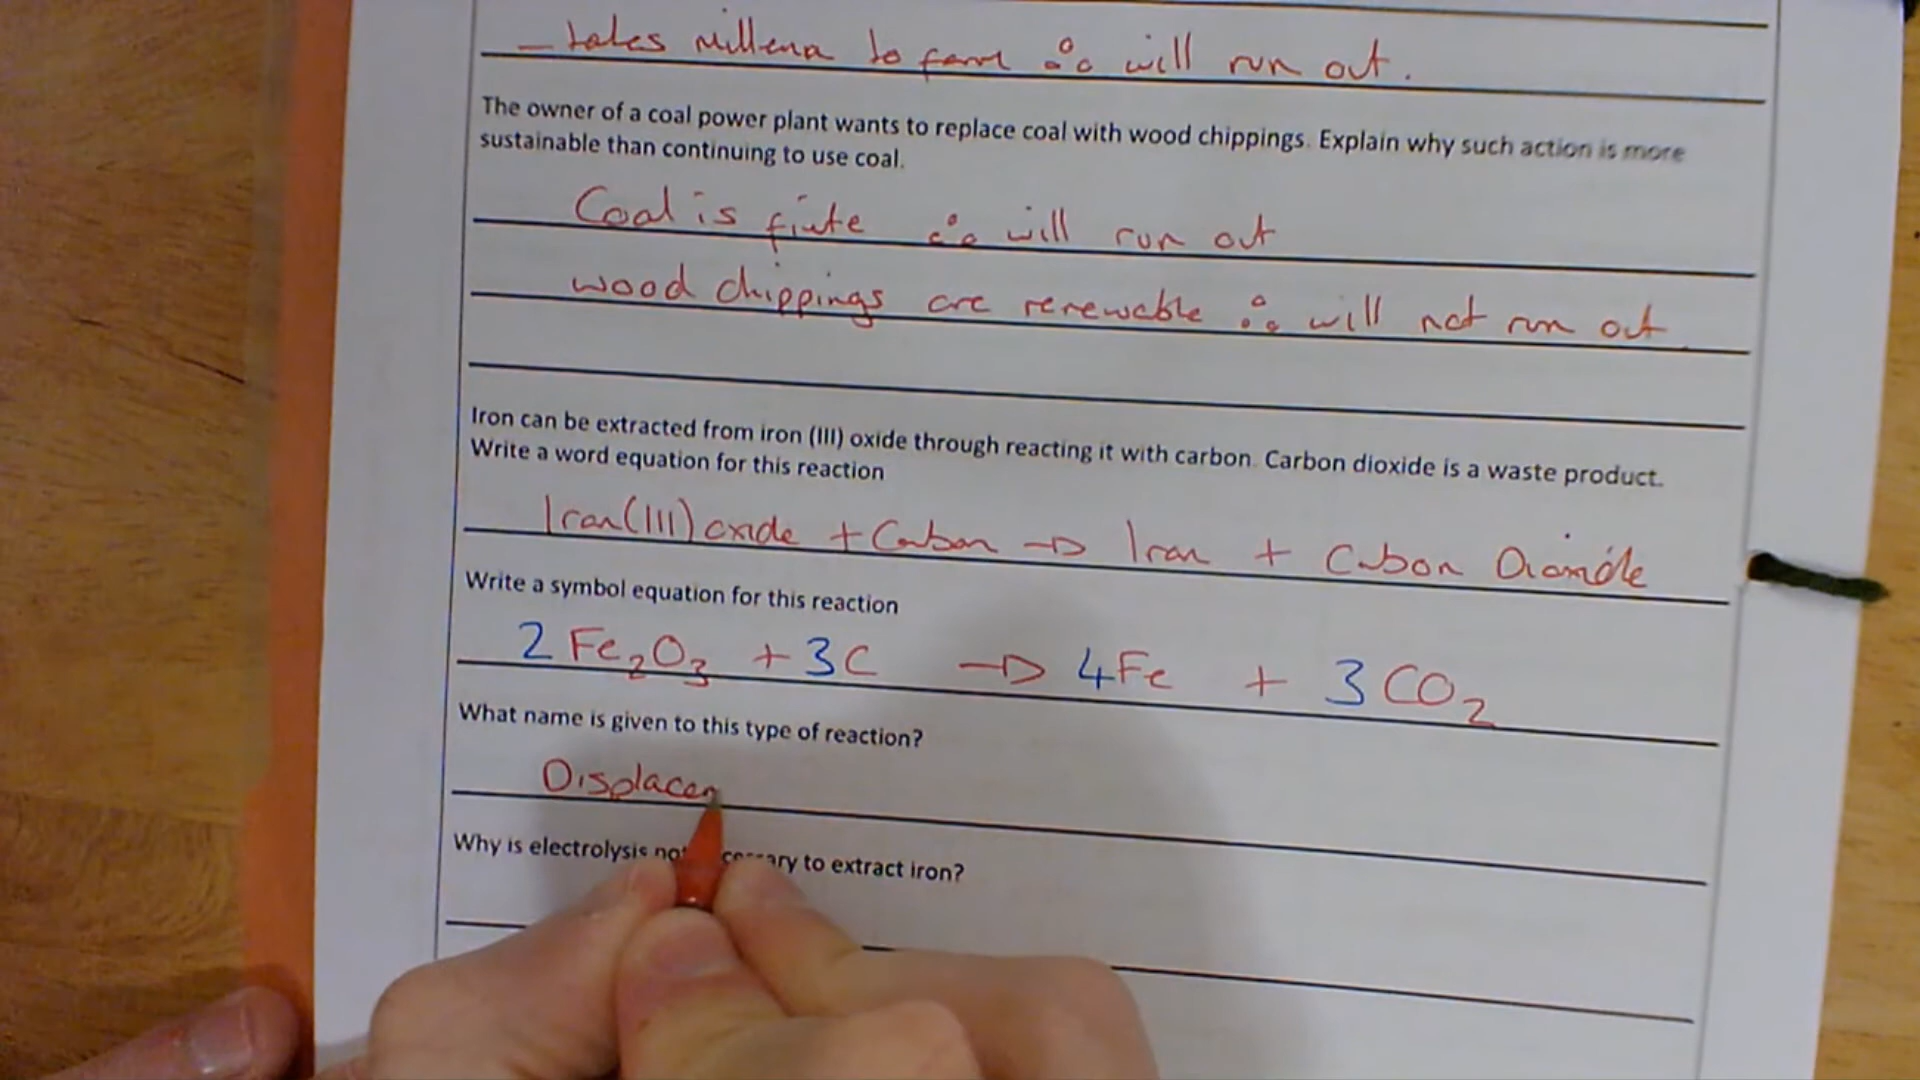 takes millena to form ∴ will run out.
The owner of a coal power plant wants to replace coal with wood chippings. Explain why such action is more
sustainable than continuing to use coal.
Coal is finte ∴ will run out
wood chippings are renewable ∴ will not run out
Iron can be extracted from iron (III) oxide through reacting it with carbon. Carbon dioxide is a waste product.
Write a word equation for this reaction
Iron(III) oxide + Carbon → Iron + Carbon Dioxide
Write a symbol equation for this reaction
2Fe₂O₃ + 3C → 4Fe + 3CO₂
What name is given to this type of reaction?
Displacem
Why is electrolysis not necessary to extract iron?